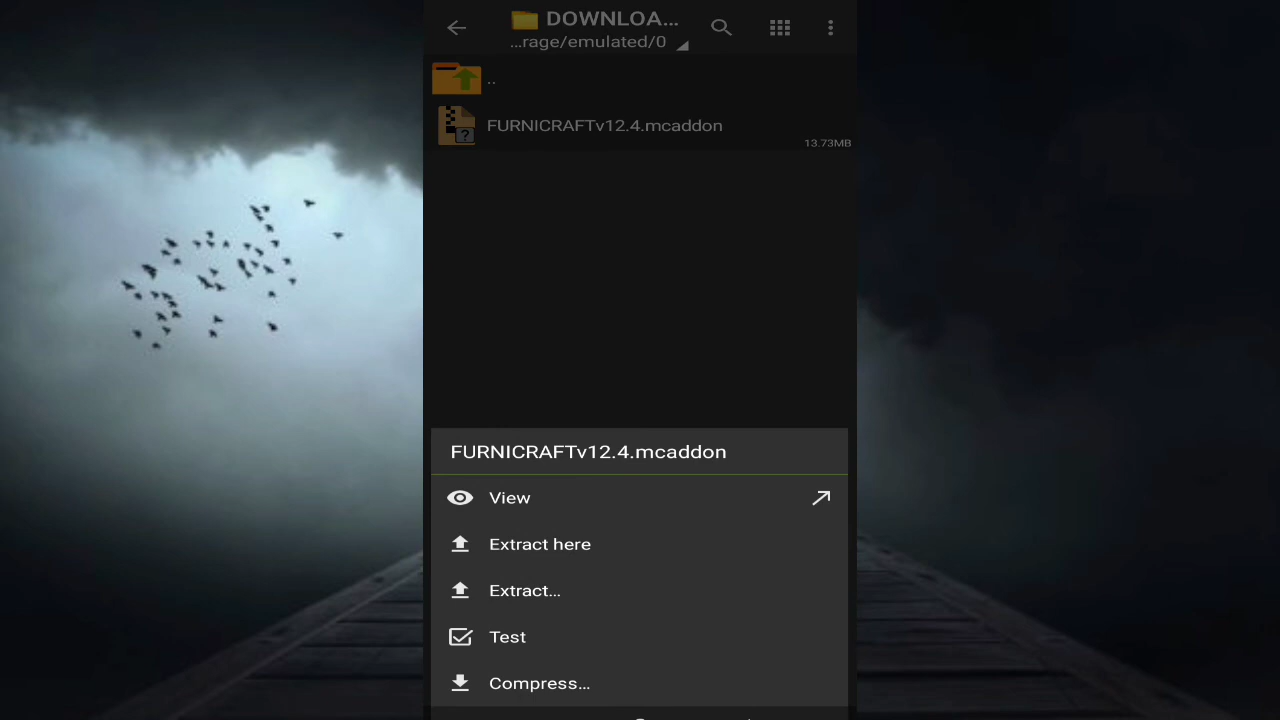 DOWNLOA...
...rage/emulated/0
..
FURNICRAFTv12.4.mcaddon
13.73MB
FURNICRAFTv12.4.mcaddon
View
Extract here
Extract...
Test
Compress...